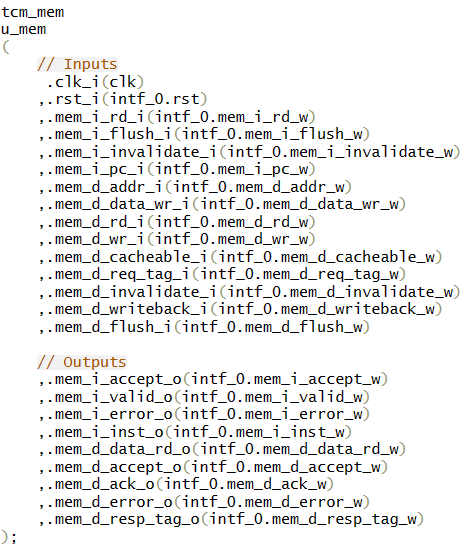 tcm_mem
u_mem
(
// Inputs
.clk_i(clk)
,.rst_i(intf_0.rst)
,.mem_i_rd_i(intf_0.mem_i_rd_w)
,.mem_i_flush_i(intf_0.mem_i_flush_w)
,.mem_i_invalidate_i(intf_0.mem_i_invalidate_w)
,.mem_i_pc_i(intf_0.mem_i_pc_w)
,.mem_d_addr_i(intf_0.mem_d_addr_w)
,.mem_d_data_wr_i(intf_0.mem_d_data_wr_w)
,.mem_d_rd_i(intf_0.mem_d_rd_w)
,.mem_d_wr_i(intf_0.mem_d_wr_w)
,.mem_d_cacheable_i(intf_0.mem_d_cacheable_w)
,.mem_d_req_tag_i(intf_0.mem_d_req_tag_w)
,.mem_d_invalidate_i(intf_0.mem_d_invalidate_w)
,.mem_d_writeback_i(intf_0.mem_d_writeback_w)
,.mem_d_flush_i(intf_0.mem_d_flush_w)
// Outputs
,.mem_i_accept_o(intf_0.mem_i_accept_w)
,.mem_i_valid_o(intf_0.mem_i_valid_w)
,.mem_i_error_o(intf_0.mem_i_error_w)
,.mem_i_inst_o(intf_0.mem_i_inst_w)
,.mem_d_data_rd_o(intf_0.mem_d_data_rd_w)
,.mem_d_accept_o(intf_0.mem_d_accept_w)
,.mem_d_ack_o(intf_0.mem_d_ack_w)
,.mem_d_error_o(intf_0.mem_d_error_w)
,.mem_d_resp_tag_o(intf_0.mem_d_resp_tag_w)
);